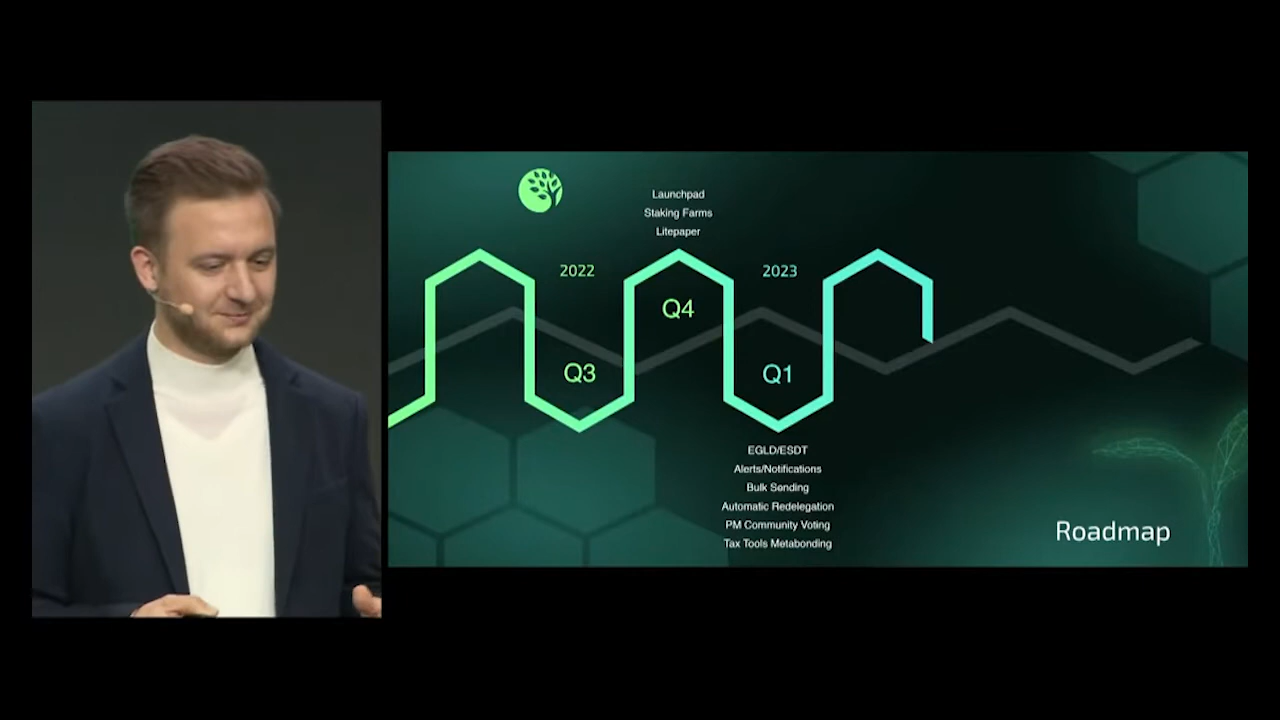 Launchpad
Staking Farms
Litepaper
2022
2023
Q4
Q3
Q1
EGLD/ESDT
Alerts/Notifications
Bulk Sending
Automatic Redelegation
PM Community Voting
Tax Tools Metabonding
Roadmap